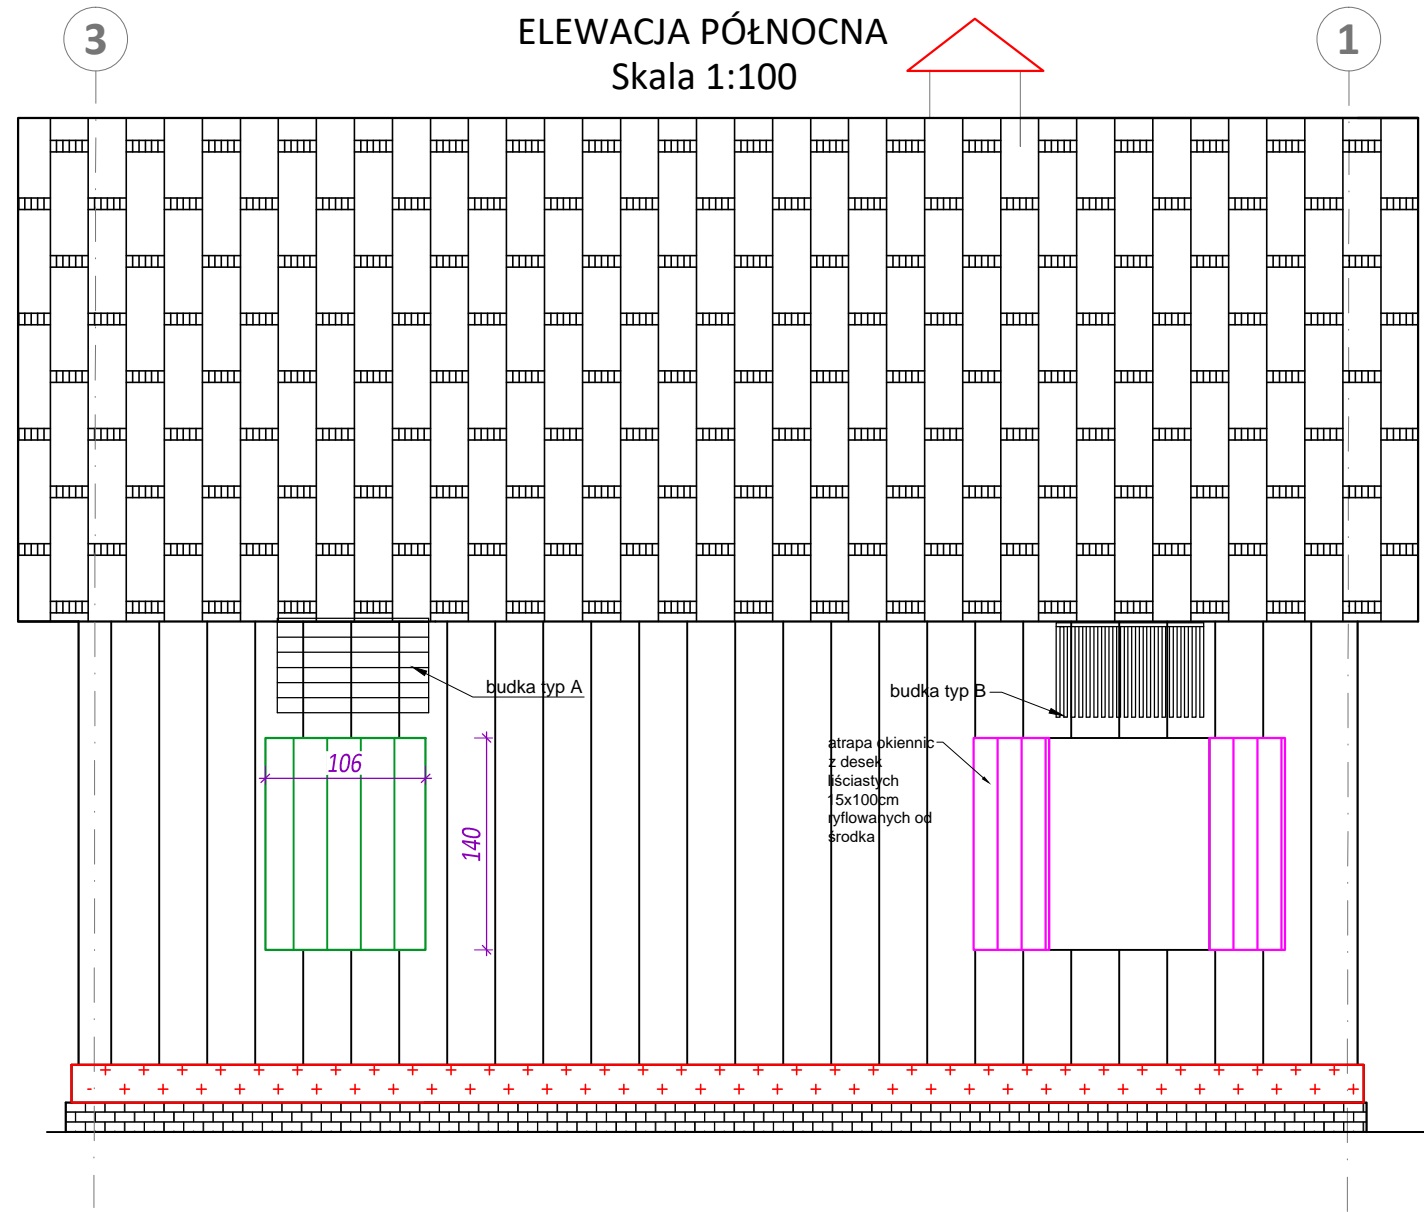 ELEWACJA PÓŁNOCNA
Skala 1:100
3
1
budka typ A
budka typ B
atrapa okiennic
z desek
liściastych
15x100cm
ryflowanych od
środka
106
140